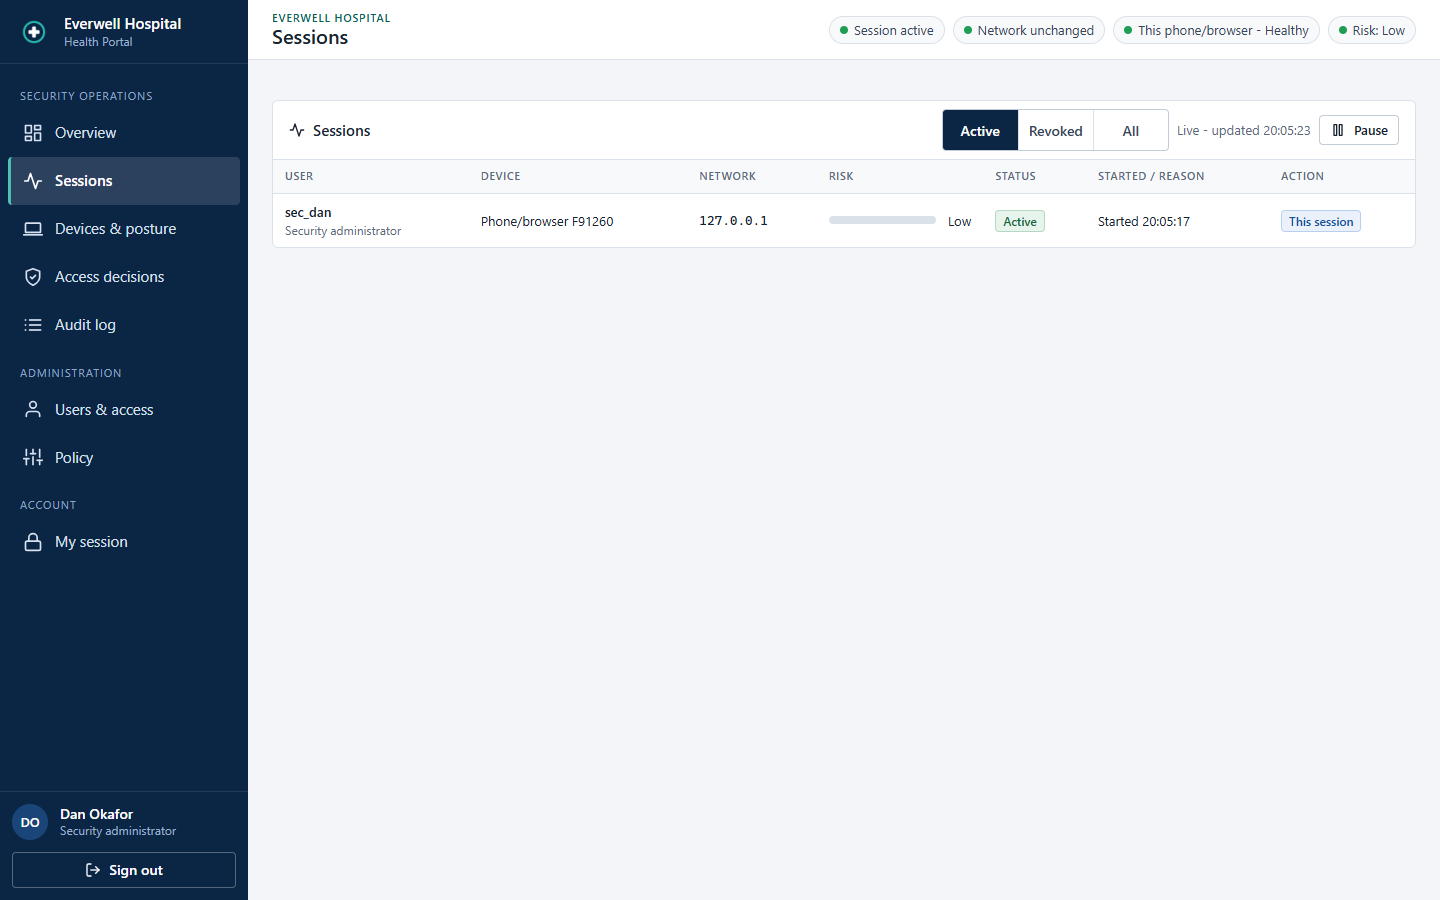 Everwell Hospital
Health Portal
SECURITY OPERATIONS
Overview
Sessions
Devices & posture
Access decisions
Audit log
ADMINISTRATION
Users & access
Policy
ACCOUNT
My session
DO
Dan Okafor
Security administrator
Sign out
EVERWELL HOSPITAL
Sessions
Session active
Network unchanged
This phone/browser - Healthy
Risk: Low
Sessions
Active
Revoked
All
Live - updated 20:05:23
Pause
USER DEVICE NETWORK RISK STATUS STARTED / REASON ACTION
sec_dan
Security administrator
Phone/browser F91260
127.0.0.1
Low
Active
Started 20:05:17
This session